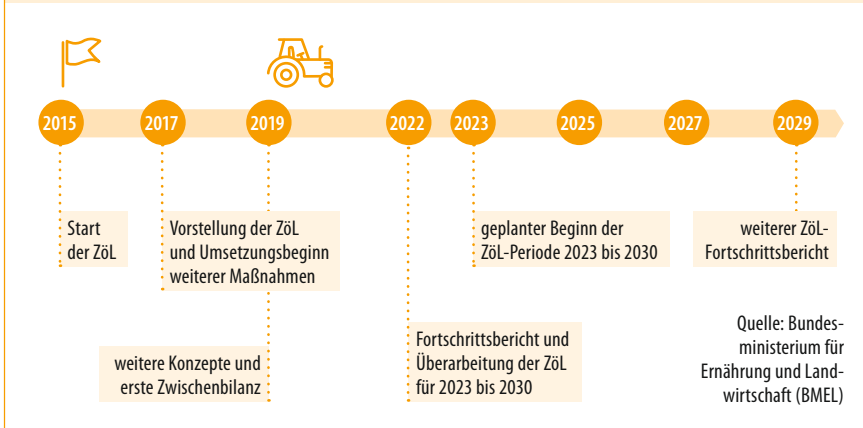 2015
2017
2019
2022
2023
2025
2027
2029
Start
der ZöL
Vorstellung der ZöL
und Umsetzungsbeginn
weiterer Maßnahmen
geplanter Beginn der
ZöL-Periode 2023 bis 2030
weiterer ZöL-
Fortschrittsbericht
weitere Konzepte und
erste Zwischenbilanz
Fortschrittbericht und
Überarbeitung der ZöL
für 2023 bis 2030
Quelle: Bundes-
ministerium für
Ernährung und Land-
wirtschaft (BMEL)